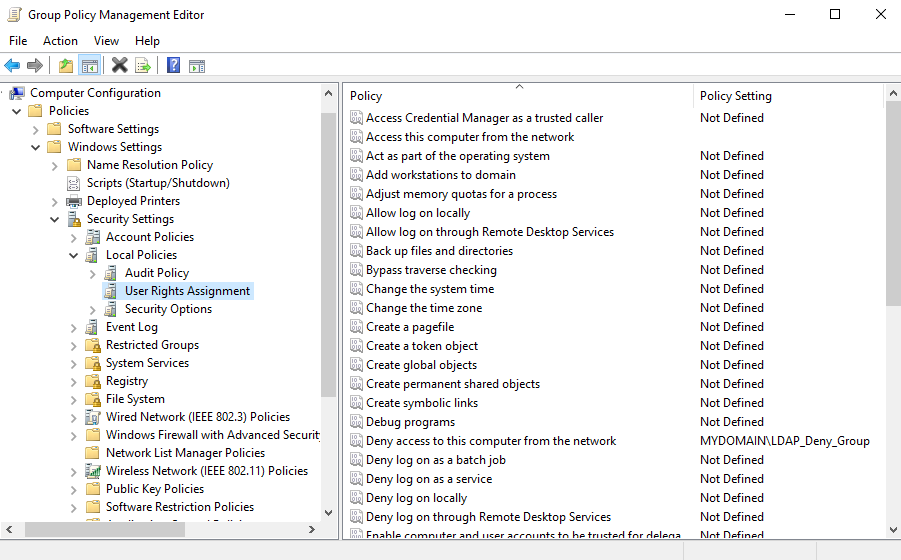 Group Policy Management Editor
File Action View Help
Computer Configuration
Policies
Software Settings
Windows Settings
Name Resolution Policy
Scripts (Startup/Shutdown)
Deployed Printers
Security Settings
Account Policies
Local Policies
Audit Policy
User Rights Assignment
Security Options
Event Log
Restricted Groups
System Services
Registry
File System
Wired Network (IEEE 802.3) Policies
Windows Firewall with Advanced Securit
Network List Manager Policies
Wireless Network (IEEE 802.11) Policies
Public Key Policies
Software Restriction Policies
Policy Policy Setting
Access Credential Manager as a trusted caller Not Defined
Access this computer from the network
Act as part of the operating system Not Defined
Add workstations to domain Not Defined
Adjust memory quotas for a process Not Defined
Allow log on locally Not Defined
Allow log on through Remote Desktop Services Not Defined
Back up files and directories Not Defined
Bypass traverse checking Not Defined
Change the system time Not Defined
Change the time zone Not Defined
Create a pagefile Not Defined
Create a token object Not Defined
Create global objects Not Defined
Create permanent shared objects Not Defined
Create symbolic links Not Defined
Debug programs Not Defined
Deny access to this computer from the network MYDOMAIN\LDAP_Deny_Group
Deny log on as a batch job Not Defined
Deny log on as a service Not Defined
Deny log on locally Not Defined
Deny log on through Remote Desktop Services Not Defined
Enable computer and user accounts to be trusted for delega Not Defined